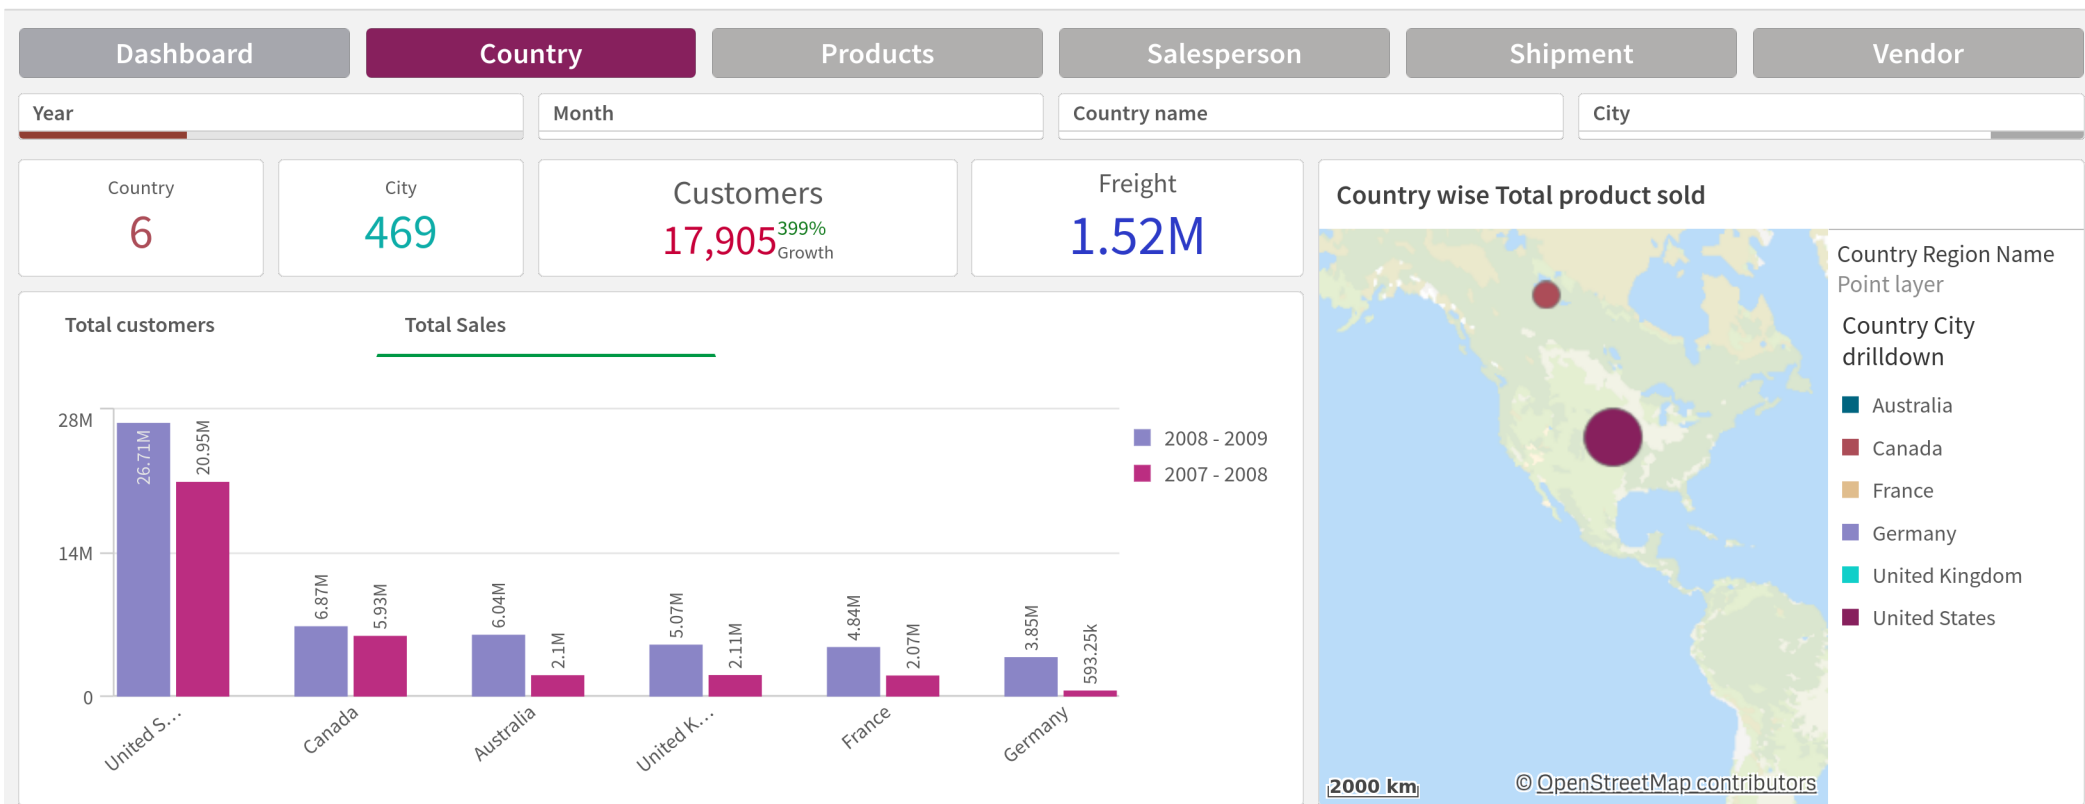 Dashboard
Country
Products
Salesperson
Shipment
Vendor
Year
Month
Country name
City
Country
6
City
469
Customers
17,905
399%
Growth
Freight
1.52M
Country wise Total product sold
Total customers
Total Sales
28M
14M
0
26.71M
20.95M
6.87M
5.93M
6.04M
2.1M
5.07M
2.11M
4.84M
2.07M
3.85M
593.25k
United S...
Canada
Australia
United K...
France
Germany
2008 - 2009
2007 - 2008
2000 km
© OpenStreetMap contributors
Country Region Name
Point layer
Country City
drilldown
Australia
Canada
France
Germany
United Kingdom
United States